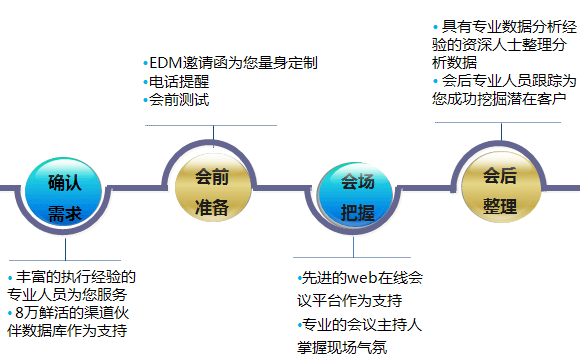 确认
需求
• 丰富的执行经验的
专业人员为您服务
• 8万鲜活的渠道伙
伴数据库作为支持
•EDM邀请函为您量身定制
•电话提醒
•会前测试
会前
准备
会场
把握
•先进的web在线会
议平台作为支持
•专业的会议主持人
掌握现场气氛
• 具有专业数据分析经
验的资深人士整理分
析数据
• 会后专业人员跟踪为
您成功挖掘潜在客户
会后
整理